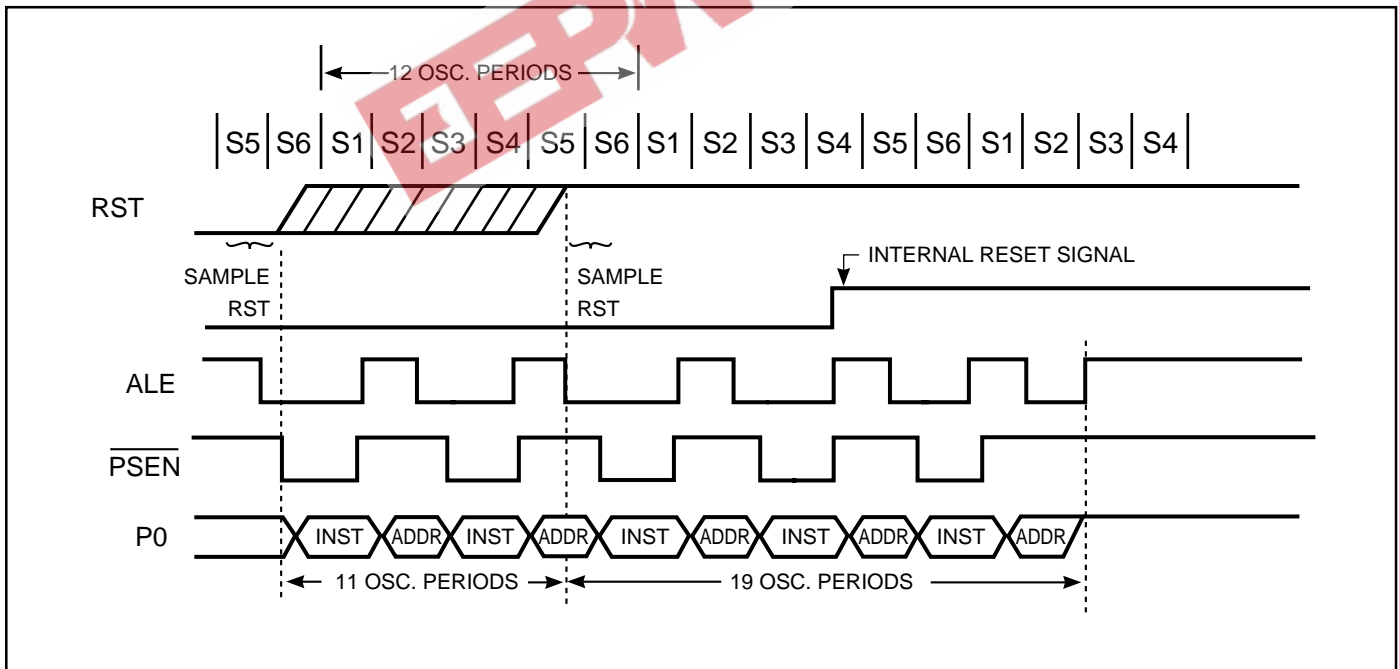 12 OSC. PERIODS
S5 S6 S1 S2 S3 S4 S5 S6 S1 S2 S3 S4 S5 S6 S1 S2 S3 S4
RST
SAMPLE RST
SAMPLE RST
INTERNAL RESET SIGNAL
ALE
PSEN
P0 INST ADDR INST ADDR INST ADDR INST ADDR INST ADDR
11 OSC. PERIODS 19 OSC. PERIODS